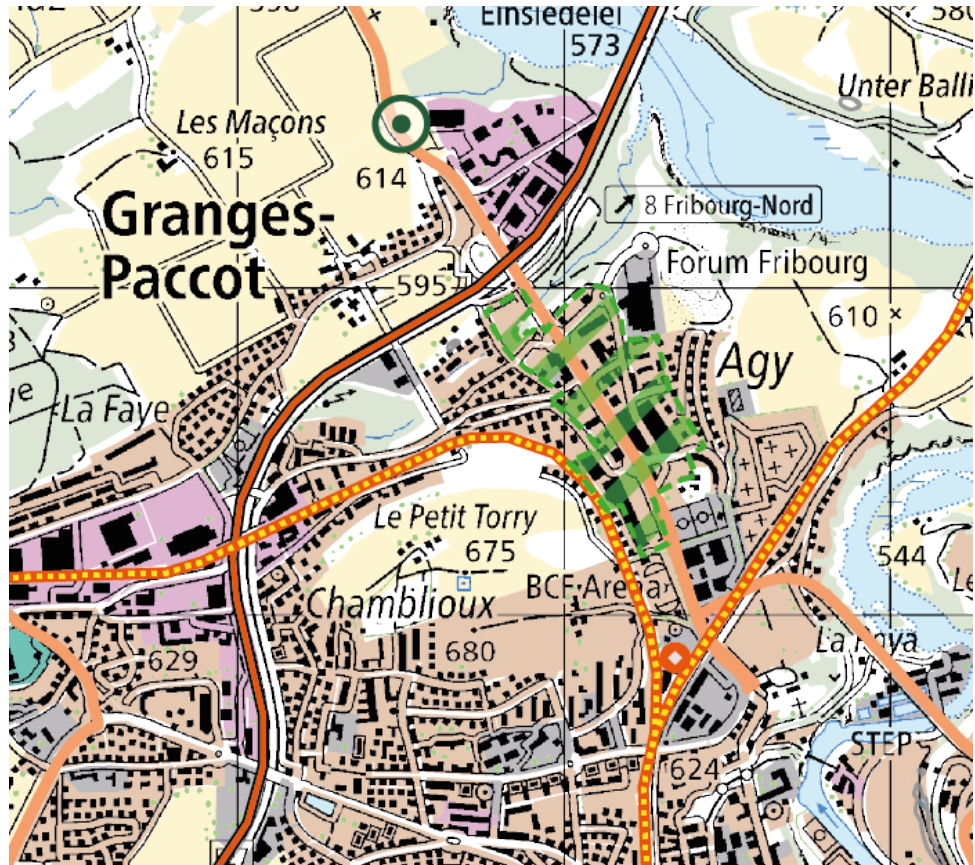 Einsiedelei
573
580
Unter Balli
Les Maçons
615
614
8 Fribourg-Nord
Granges-
Paccot
Forum Fribourg
595
610
Agy
La Faye
Le Petit Torry
675
544
BCF-Arena
Chamblioux
680
629
La Poya
STEP
624